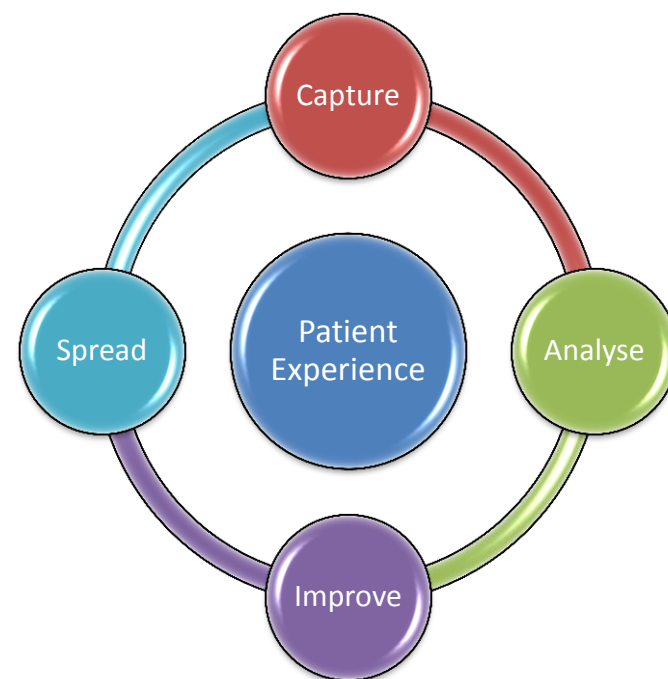 Capture
Spread
Patient
Experience
Analyse
Improve